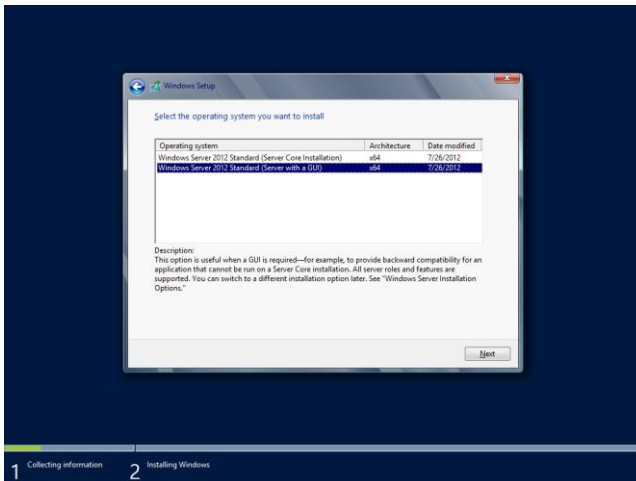 Windows Setup
Select the operating system you want to install
Operating system Architecture Date modified
Windows Server 2012 Standard (Server Core Installation) x64 7/26/2012
Windows Server 2012 Standard (Server with a GUI) x64 7/26/2012
Description:
This option is useful when a GUI is required—for example, to provide backward compatibility for an
application that cannot be run on a Server Core installation. All server roles and features are
supported. You can switch to a different installation option later. See "Windows Server Installation
Options."
Next
1 Collecting information 2 Installing Windows